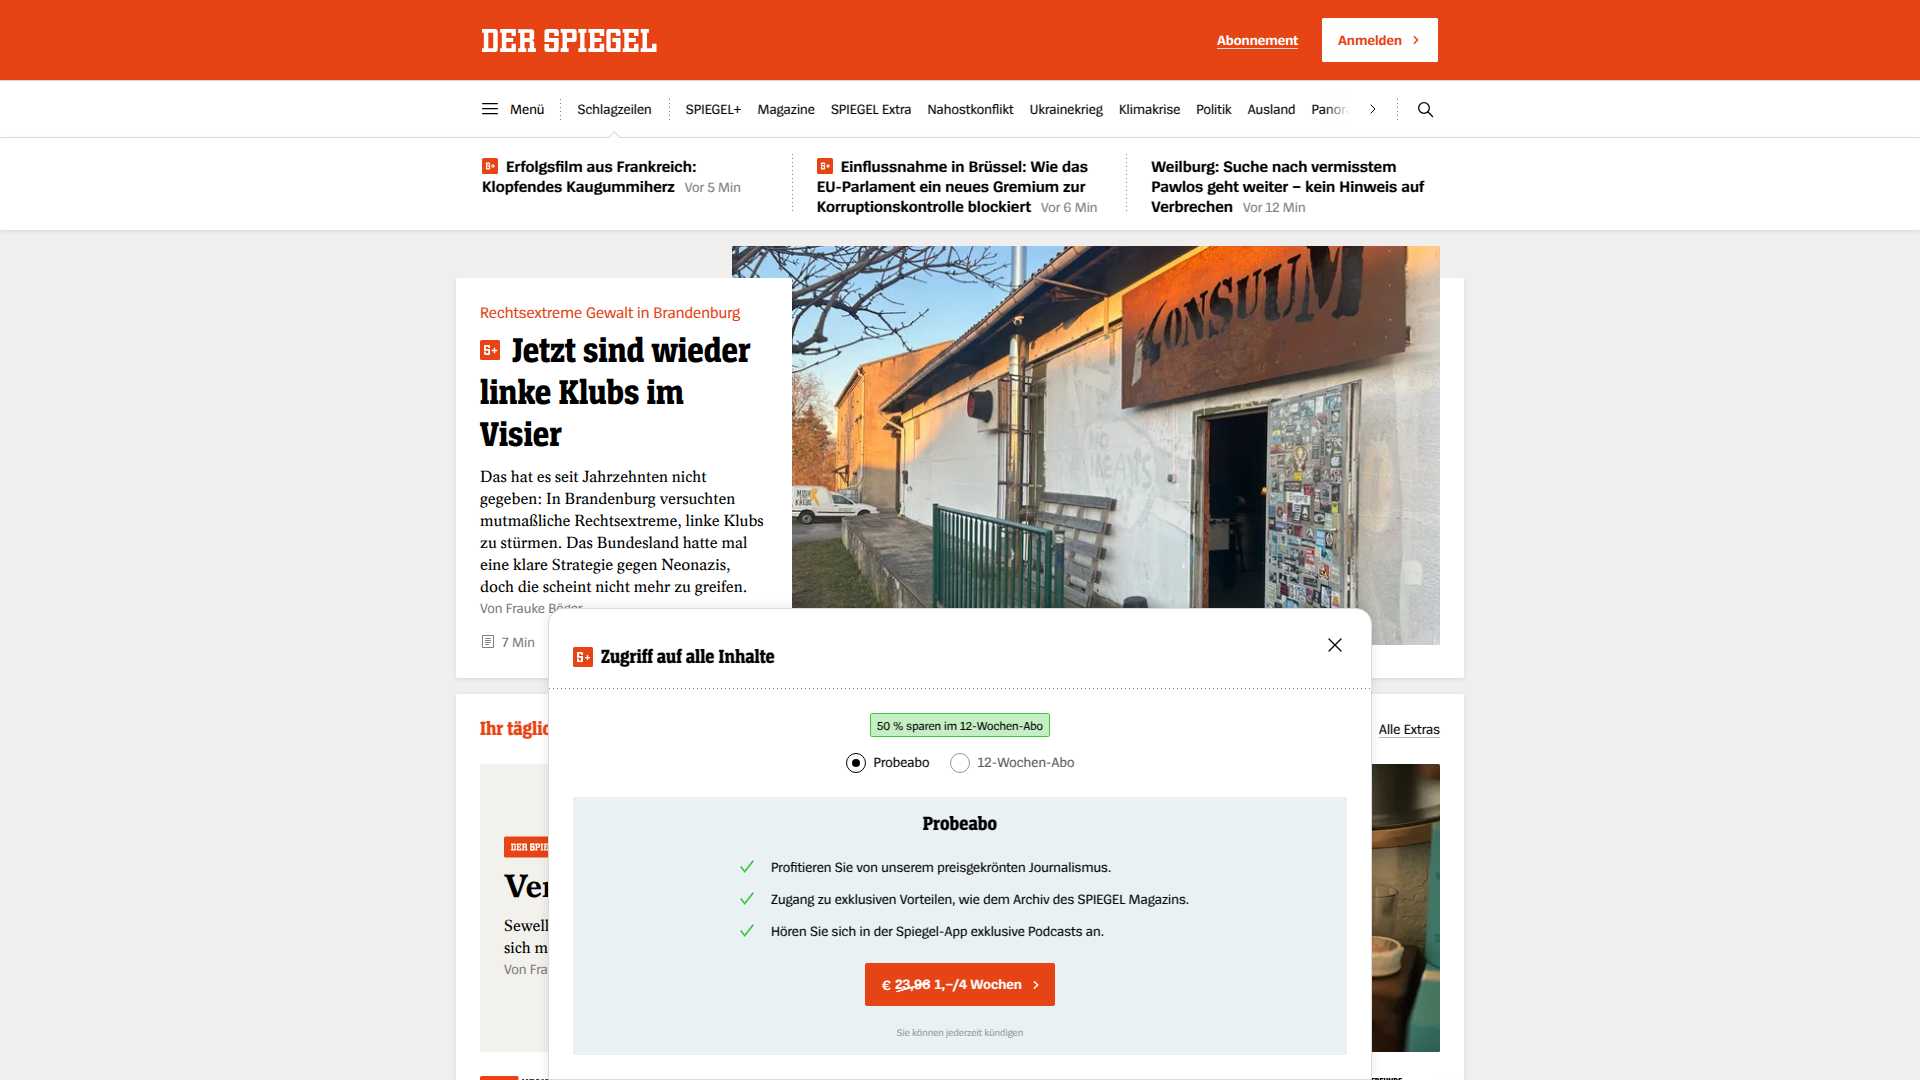 DER SPIEGEL
Abonnement
Anmelden
Menü
Schlagzeilen
SPIEGEL+
Magazine
SPIEGEL Extra
Nahostkonflikt
Ukrainekrieg
Klimakrise
Politik
Ausland
Erfolgsfilm aus Frankreich:
Klopfendes Kaugummiherz Vor 5 Min
Einflussnahme in Brüssel: Wie das
EU-Parlament ein neues Gremium zur
Korruptionskontrolle blockiert Vor 6 Min
Weilburg: Suche nach vermisstem
Pawlos geht weiter – kein Hinweis auf
Verbrechen Vor 12 Min
KONSUUM
Rechtsextreme Gewalt in Brandenburg
Jetzt sind wieder
linke Klubs im
Visier
Das hat es seit Jahrzehnten nicht
gegeben: In Brandenburg versuchten
mutmaßliche Rechtsextreme, linke Klubs
zu stürmen. Das Bundesland hatte mal
eine klare Strategie gegen Neonazis,
doch die scheint nicht mehr zu greifen.
Von Frauke Böger
7 Min
Zugriff auf alle Inhalte
50 % sparen im 12-Wochen-Abo
Probeabo
12-Wochen-Abo
Probeabo
Profitieren Sie von unserem preisgekrönten Journalismus.
Zugang zu exklusiven Vorteilen, wie dem Archiv des SPIEGEL Magazins.
Hören Sie sich in der Spiegel-App exklusive Podcasts an.
€ 23,96 1,–/4 Wochen
Sie können jederzeit kündigen
Ihr täglic
Alle Extras
DER SPIE
Ver
Sewell
sich m
Von Fra